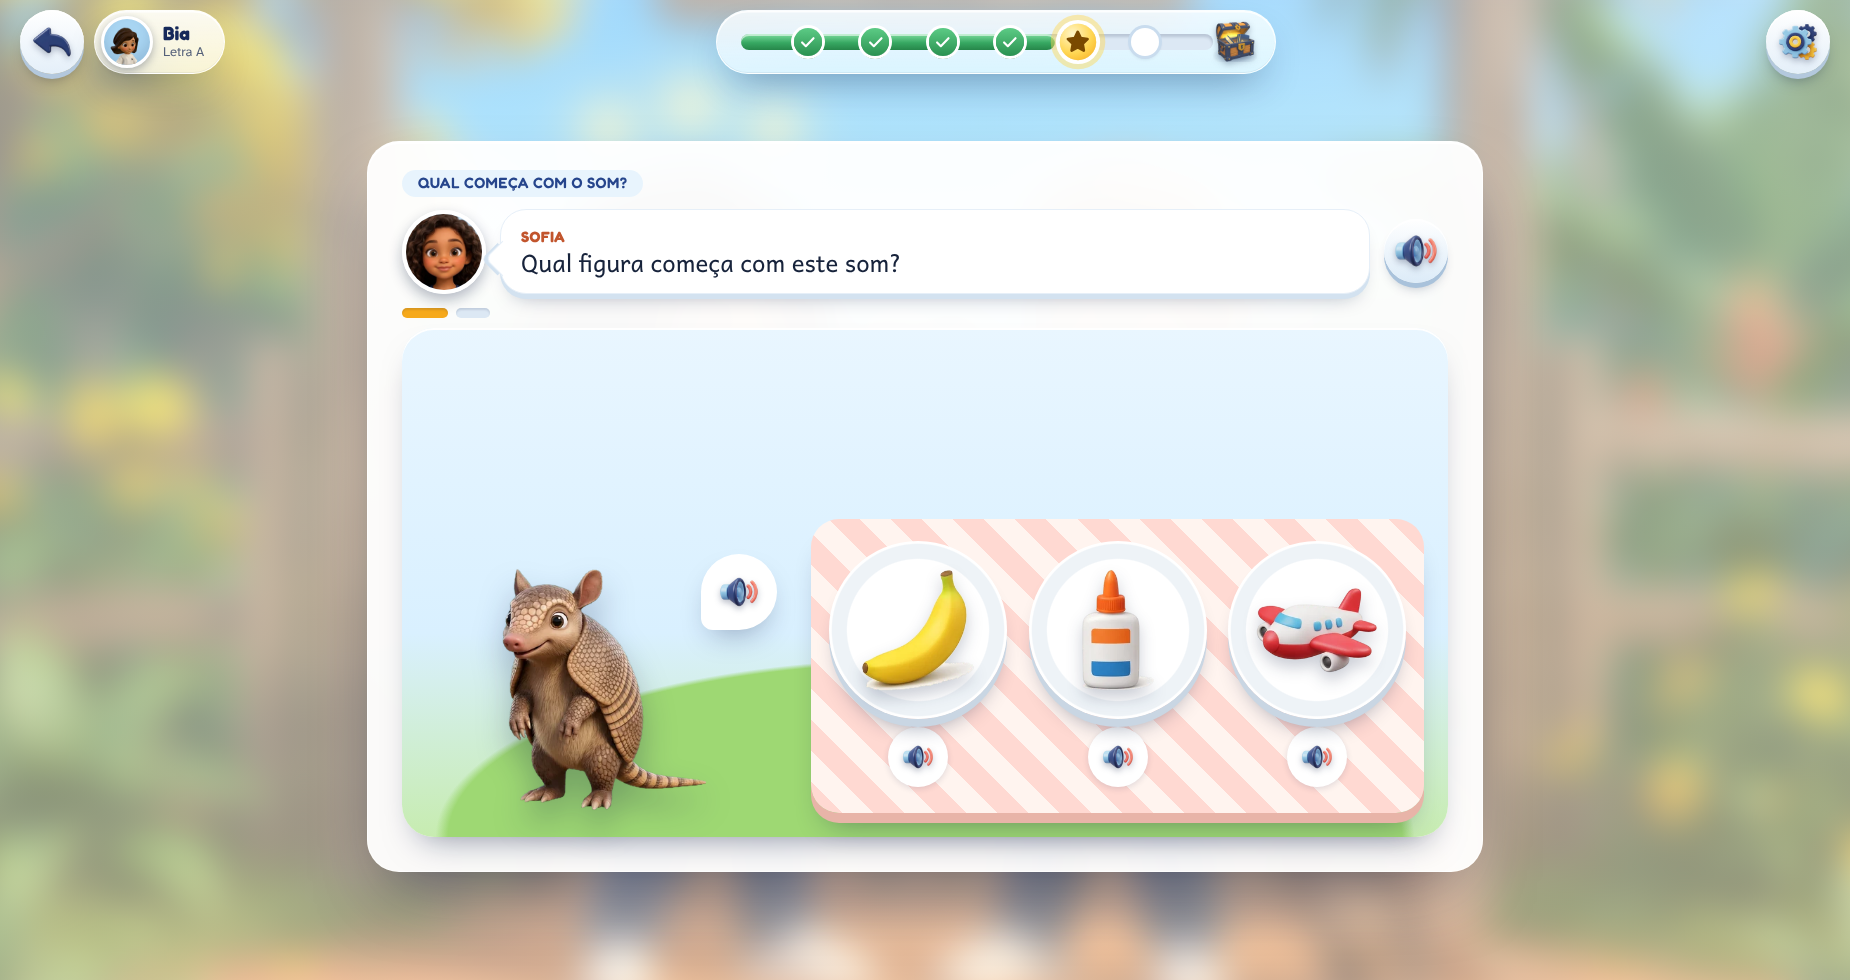 Bia
Letra A
QUAL COMEÇA COM O SOM?
SOFIA
Qual figura começa com este som?